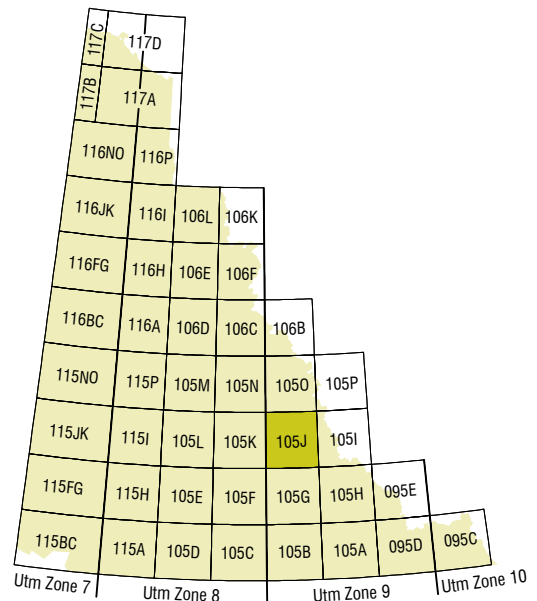 117C 117D
117B 117A
116NO 116P
116JK 116I 106L 106K
116FG 116H 106E 106F
116BC 116A 106D 106C 106B
115NO 115P 105M 105N 105O 105P
115JK 115I 105L 105K 105J 105I
115FG 115H 105E 105F 105G 105H 095E
115BC 115A 105D 105C 105B 105A 095D 095C
Utm Zone 7 Utm Zone 8 Utm Zone 9 Utm Zone 10